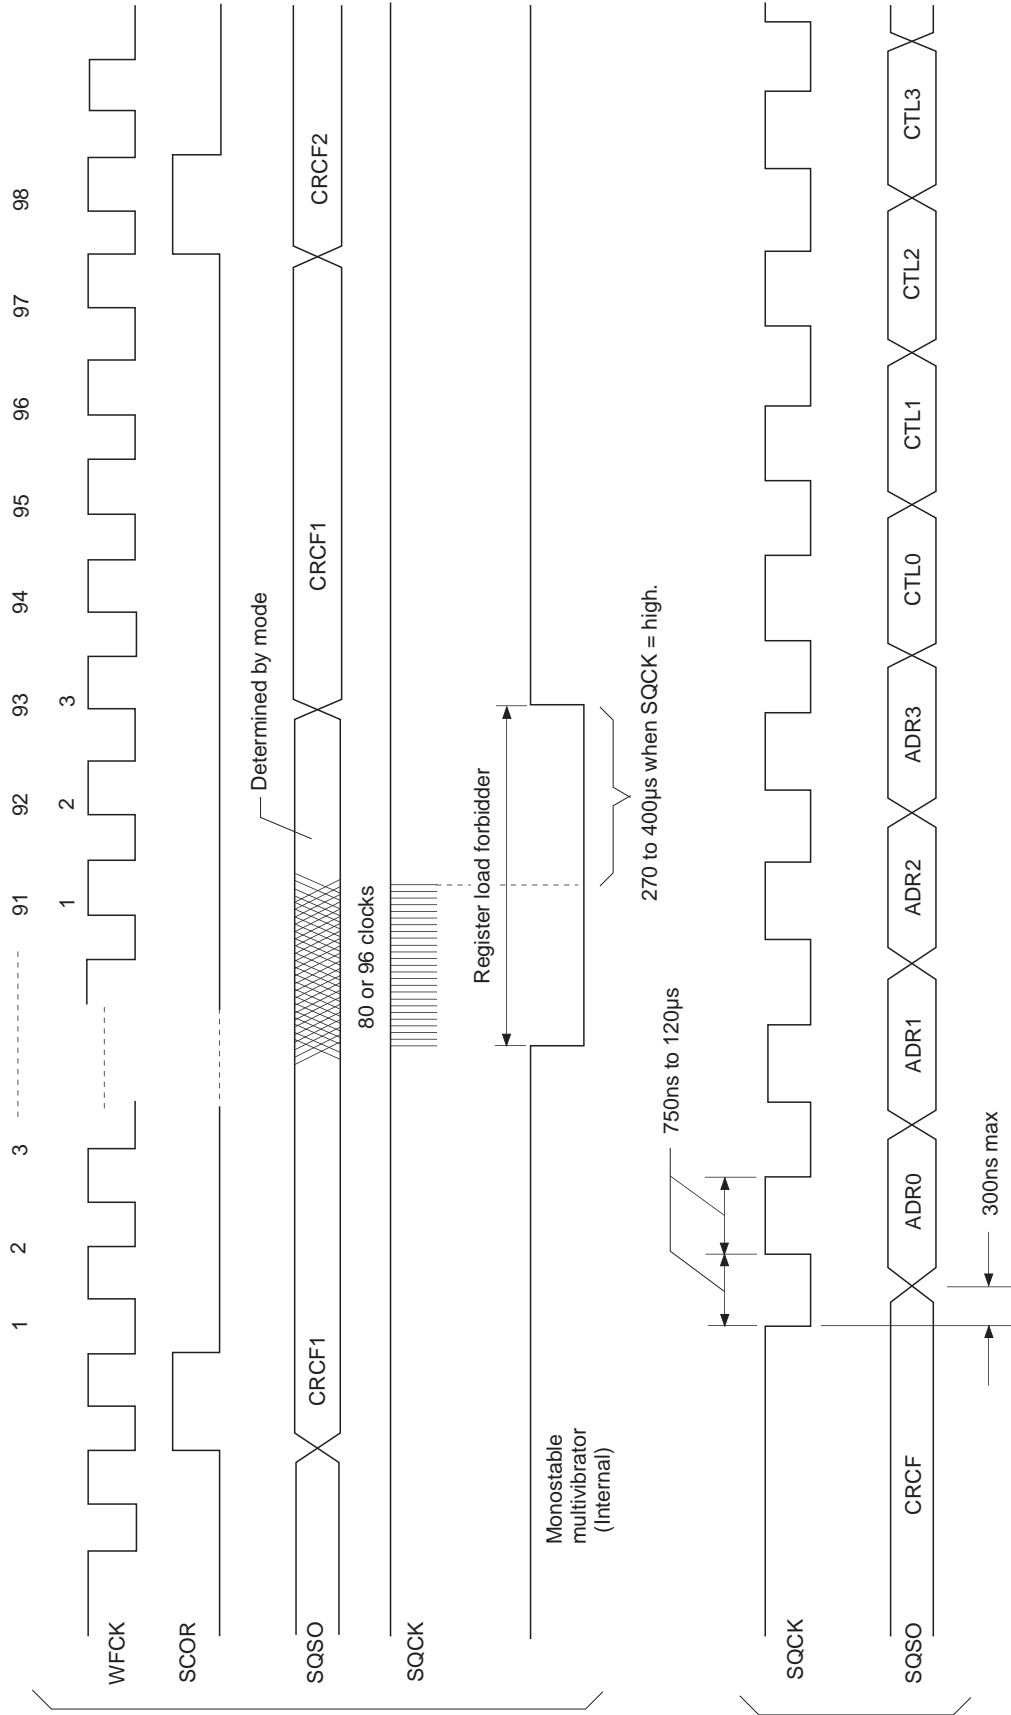 1 2 3 91 92 93 94 95 96 97 98
1 2 3
WFCK
SCOR
Determined by mode
SQSO
CRCF1 CRCF1 CRCF2
80 or 96 clocks
SQCK
Register load forbidder
Monostable
multivibrator
(Internal)
270 to 400µs when SQCK = high.
750ns to 120µs
SQCK
SQSO
CRCF ADR0 ADR1 ADR2 ADR3 CTL0 CTL1 CTL2 CTL3
300ns max